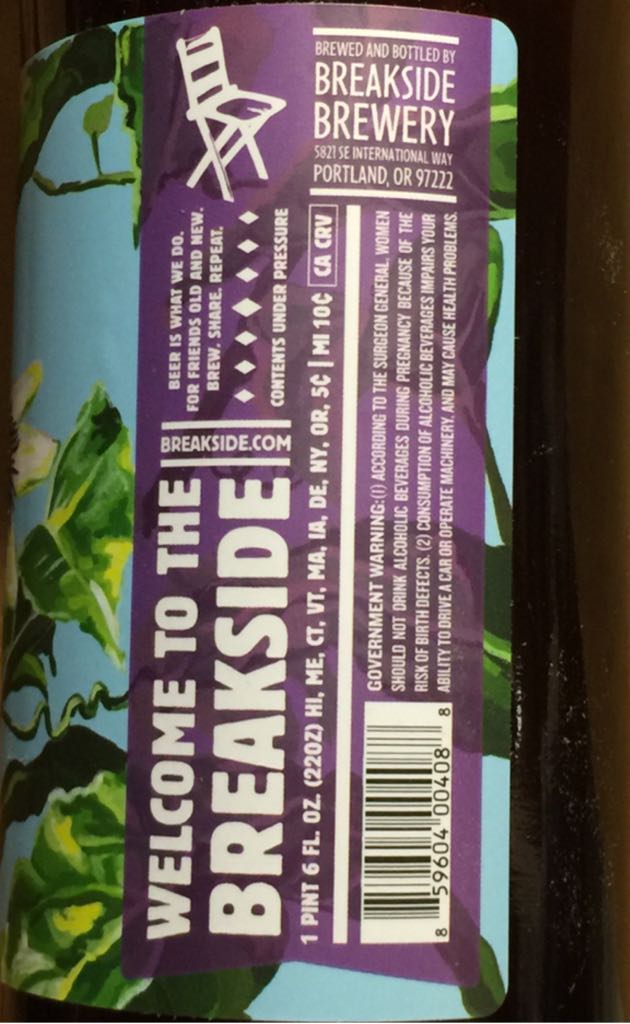 WELCOME TO THE
BREAKSIDE
BREAKSIDE.COM
BEER IS WHAT WE DO.
FOR FRIENDS OLD AND NEW.
BREW. SHARE. REPEAT.
CONTENTS UNDER PRESSURE
1 PINT 6 FL. OZ. (22OZ) HI, ME, CT, VT, MA, IA, DE, NY, OR, 5¢ | MI 10¢ CA CRV
BREWED AND BOTTLED BY
BREAKSIDE
BREWERY
5821 SE INTERNATIONAL WAY
PORTLAND, OR 97222
GOVERNMENT WARNING: (1) ACCORDING TO THE SURGEON GENERAL, WOMEN
SHOULD NOT DRINK ALCOHOLIC BEVERAGES DURING PREGNANCY BECAUSE OF THE
RISK OF BIRTH DEFECTS. (2) CONSUMPTION OF ALCOHOLIC BEVERAGES IMPAIRS YOUR
ABILITY TO DRIVE A CAR OR OPERATE MACHINERY, AND MAY CAUSE HEALTH PROBLEMS.
8 59604 00408 8